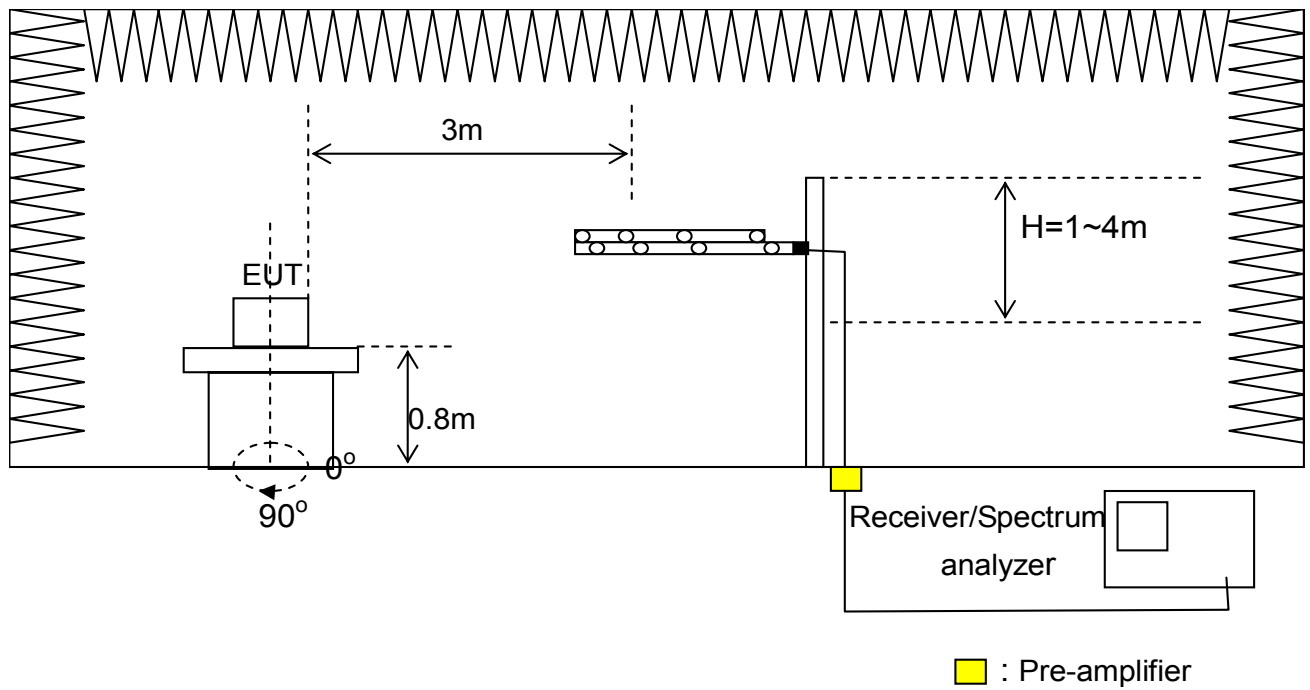 3m
H=1~4m
EUT
0.8m
0°
90°
Receiver/Spectrum
analyzer
: Pre-amplifier